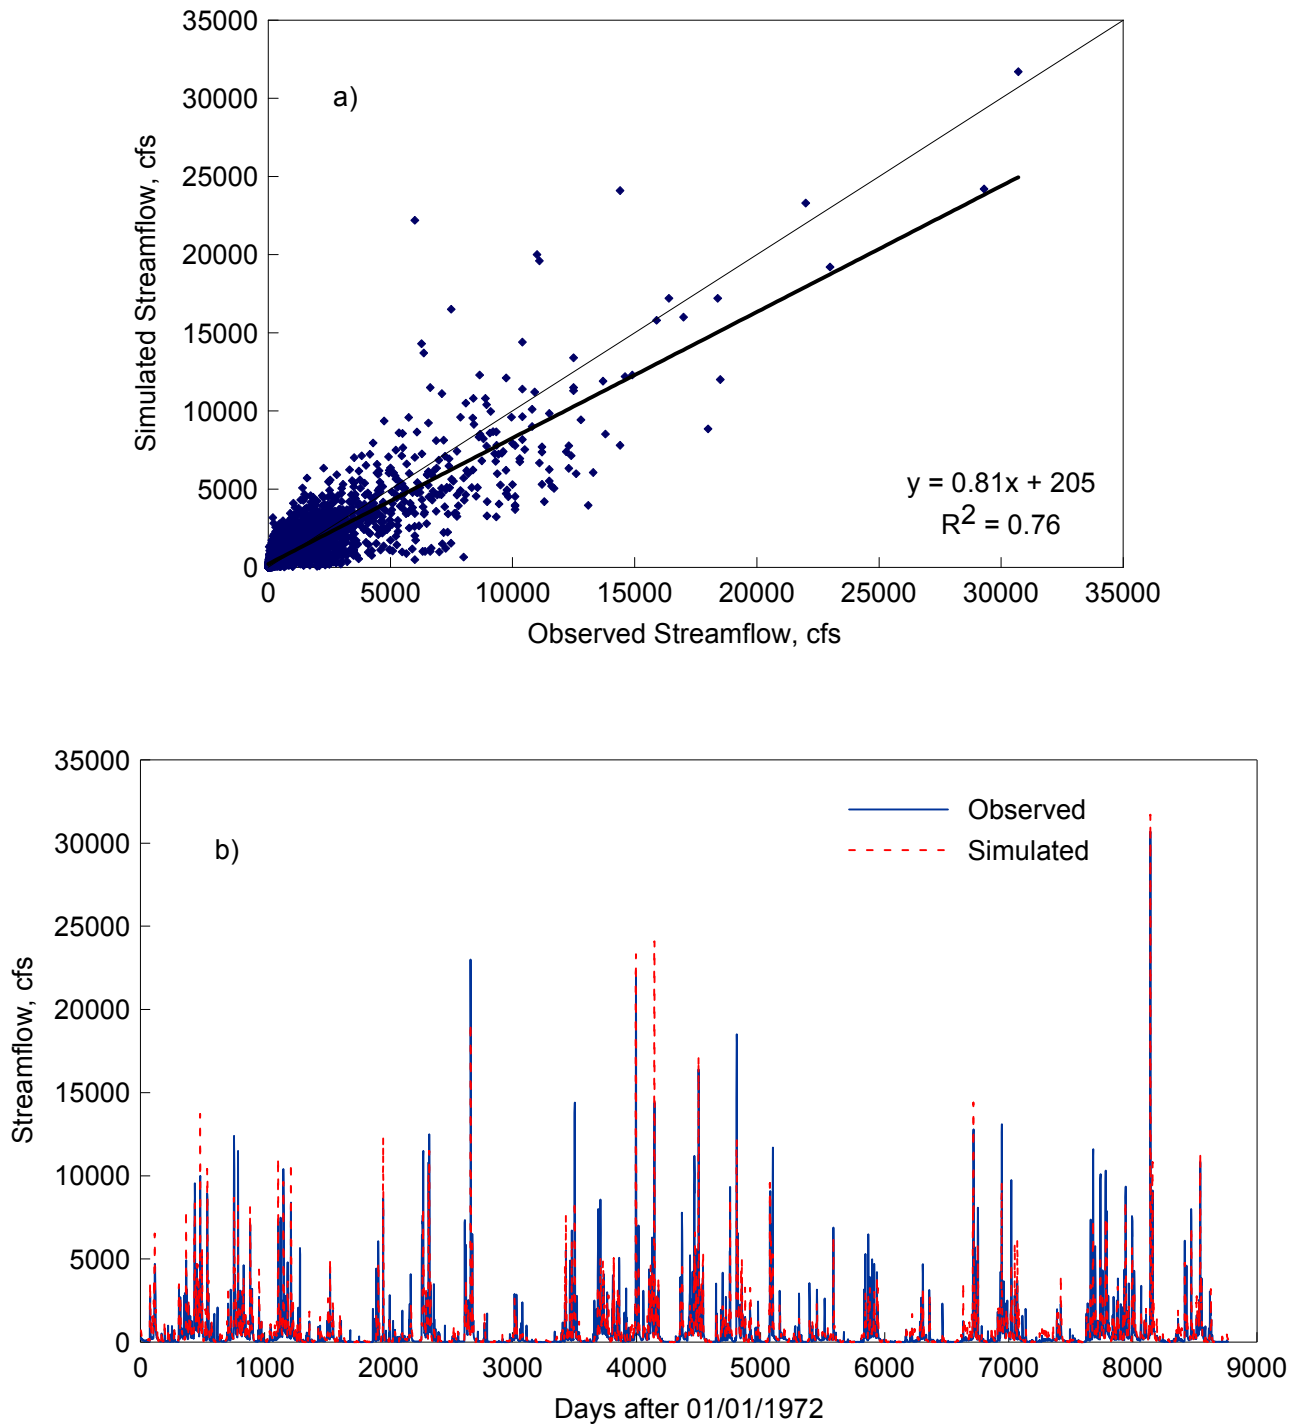 35000
30000
25000
20000
15000
10000
5000
0
Simulated Streamflow, cfs
a)
y = 0.81x + 205
R2 = 0.76
0 5000 10000 15000 20000 25000 30000 35000
Observed Streamflow, cfs
35000
30000
25000
20000
15000
10000
5000
0
Streamflow, cfs
b)
Observed
Simulated
0 1000 2000 3000 4000 5000 6000 7000 8000 9000
Days after 01/01/1972